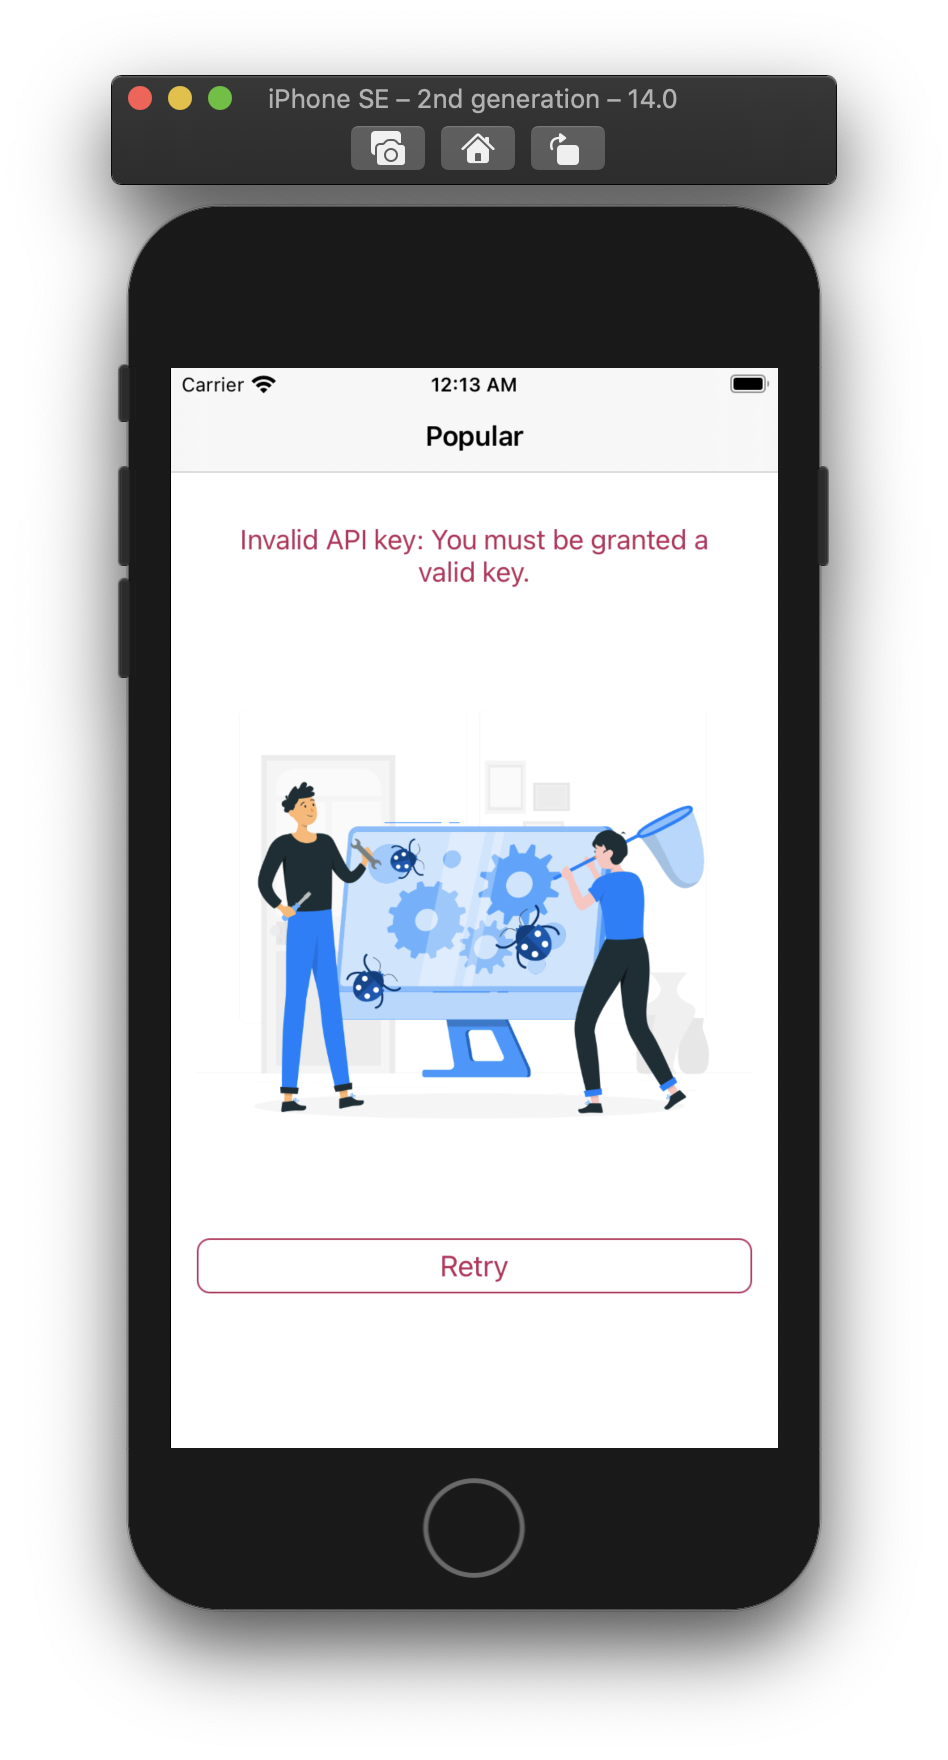 iPhone SE – 2nd generation – 14.0
Carrier 12:13 AM
Popular
Invalid API key: You must be granted a
valid key.
Retry